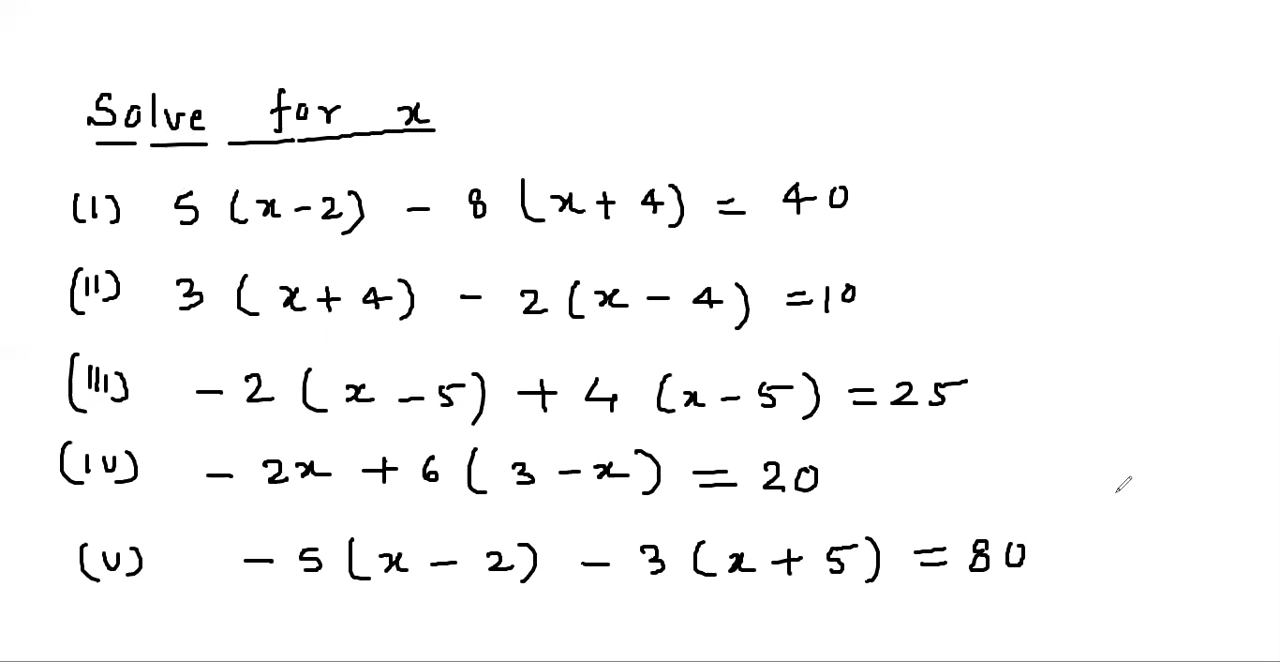 Solve for x
(I) 5 (x-2) - 8 (x+4) = 40
(II) 3 (x+4) - 2 (x-4) =10
(III) -2 (x-5) + 4 (x-5) =25
(IV) -2x + 6 (3-x) = 20
(V) -5 (x-2) - 3 (x+5) = 80